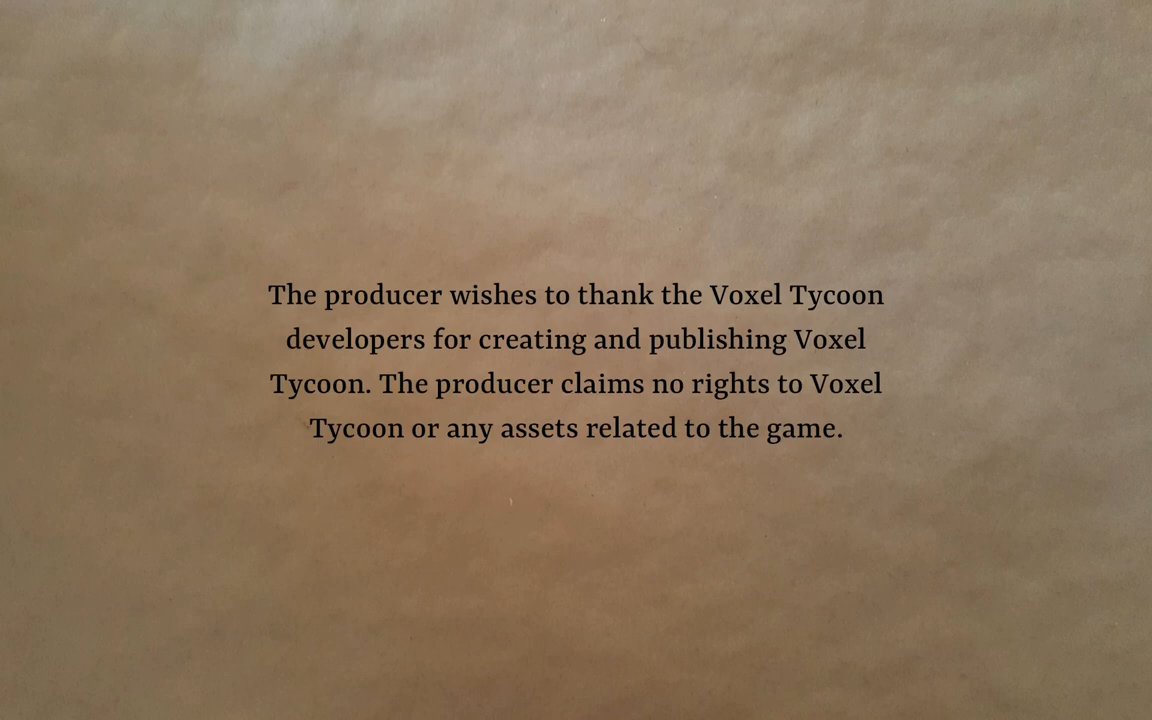 The producer wishes to thank the Voxel Tycoon
developers for creating and publishing Voxel
Tycoon. The producer claims no rights to Voxel
Tycoon or any assets related to the game.